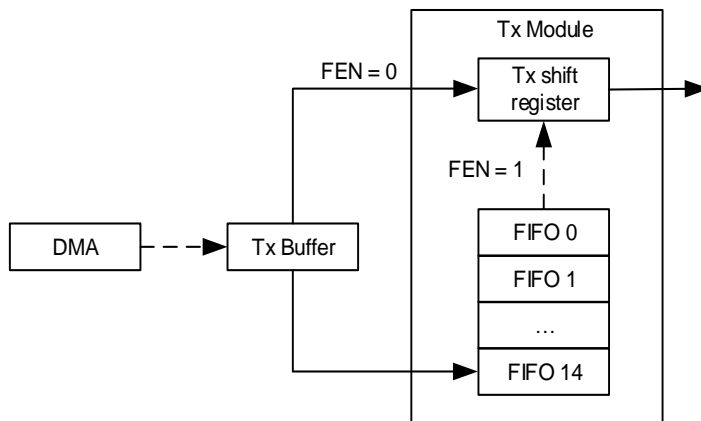 Tx Module
FEN = 0
Tx shift
register
FEN = 1
DMA
Tx Buffer
FIFO 0
FIFO 1
...
FIFO 14